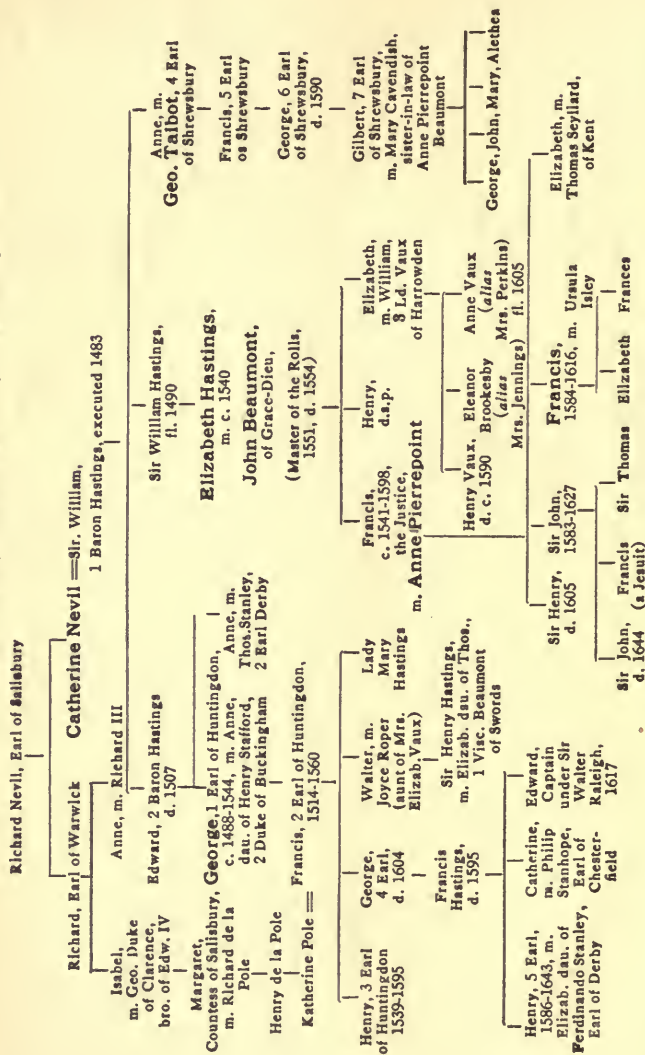 Richard Nevil, Earl of Salisbury
Richard, Earl of Warwick
Catherine Nevil = Sir. William,
1 Baron Hastings, executed 1483
Isabel,
m. Geo. Duke
of Clarence,
bro. of Edw. IV
Anne, m. Richard III
Edward, 2 Baron Hastings
d. 1507
Sir William Hastings,
fl. 1490
Anne, m.
Geo. Talbot, 4 Earl
of Shrewsbury
Margaret,
Countess of Salisbury,
m. Richard de la
Pole
George, 1 Earl of Huntingdon,
c. 1488-1544, m. Anne,
dau. of Henry Stafford,
2 Duke of Buckingham
Anne, m.
Thos. Stanley,
2 Earl Derby
Elizabeth Hastings,
m. c. 1540
John Beaumont,
of Grace-Dieu,
(Master of the Rolls,
1551, d. 1554)
Francis, 5 Earl
os Shrewsbury
George, 6 Earl
of Shrewsbury,
d. 1590
Henry de la Pole
Katherine Pole = Francis, 2 Earl of Huntingdon,
1514-1560
Gilbert, 7 Earl
of Shrewsbury,
m. Mary Cavendish,
sister-in-law of
Anne Pierrepoint
Beaumont
Henry, 3 Earl
of Huntingdon
1539-1595
George,
4 Earl,
d. 1604
Walter, m.
Joyce Roper
(aunt of Mrs.
Elizab. Vaux)
Lady
Mary
Hastings
Francis,
c. 1541-1598,
the Justice,
m. Anne Pierrepoint
Henry,
d.s.p.
Elizabeth,
m. William,
3 Ld. Vaux
of Harrowden
George, John, Mary, Alethea
Francis
Hastings,
d. 1595
Sir Henry Hastings,
m. Elizab. dau. of Thos.,
1 Visc. Beaumont
of Swords
Henry Vaux,
d. c. 1590
Eleanor
Brookesby
(alias
Mrs. Jennings)
Anne Vaux
(alias
Mrs. Perkins)
fl. 1605
Henry, 5 Earl,
1586-1643, m.
Elizab. dau. of
Ferdinando Stanley,
Earl of Derby
Catherine,
m. Philip
Stanhope,
Earl of
Chester-
field
Edward,
Captain
under Sir
Walter
Raleigh,
1617
Sir Henry,
d. 1605
Sir John,
1583-1627
Francis,
1584-1616, m.
Ursula
Isley
Elizabeth, m.
Thomas Seyliard,
of Kent
Sir John,
d. 1644
Francis
(a Jesuit)
Sir Thomas
Elizabeth
Frances